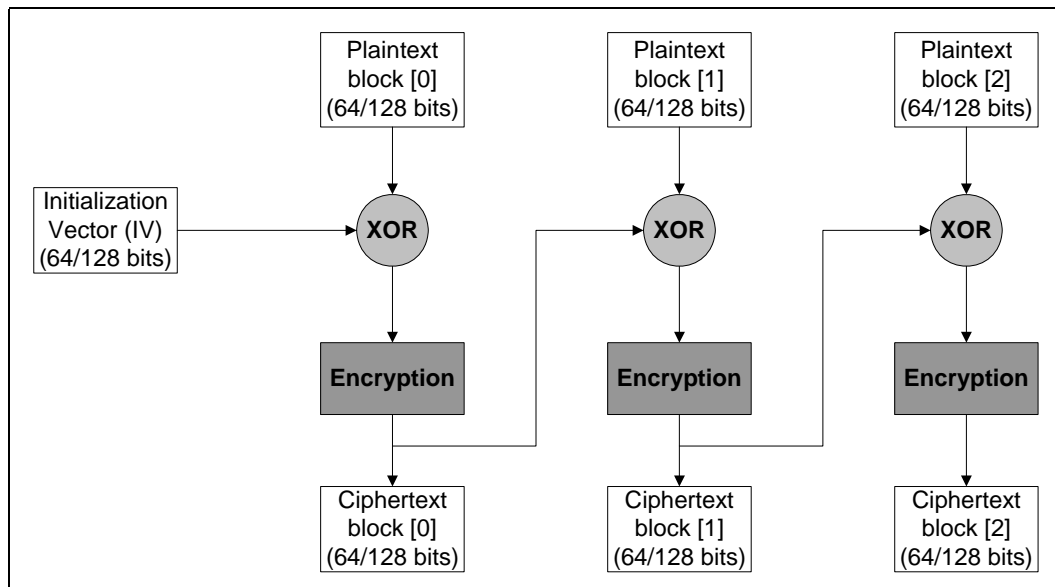 Plaintext
block [0]
(64/128 bits)
Plaintext
block [1]
(64/128 bits)
Plaintext
block [2]
(64/128 bits)
Initialization
Vector (IV)
(64/128 bits)
XOR
XOR
XOR
Encryption
Encryption
Encryption
Ciphertext
block [0]
(64/128 bits)
Ciphertext
block [1]
(64/128 bits)
Ciphertext
block [2]
(64/128 bits)